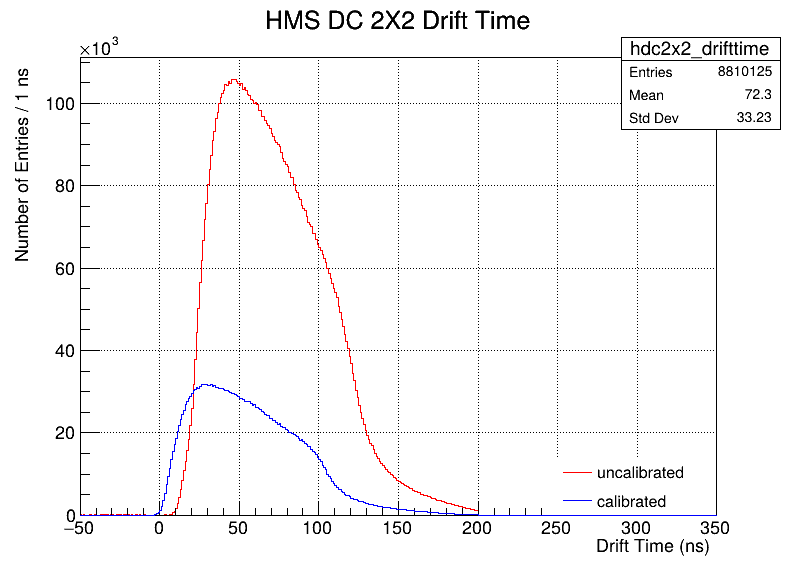 HMS DC 2X2 Drift Time
×10³
hdc2x2_drifttime
Entries 8810125
Mean 72.3
Std Dev 33.23
Number of Entries / 1 ns
100
80
60
40
20
0
−50 0 50 100 150 200 250 300 350
Drift Time (ns)
uncalibrated
calibrated